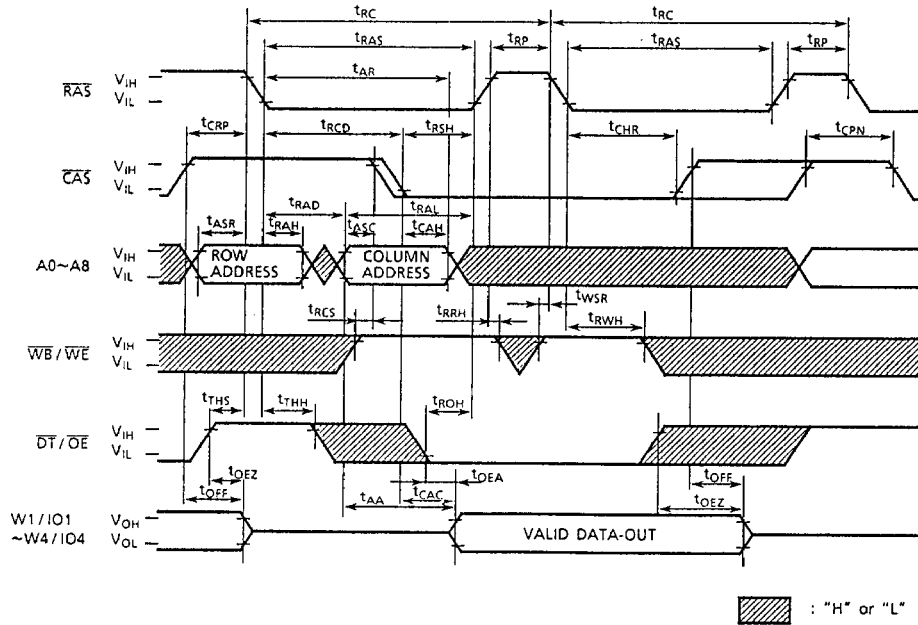 tRC tRC
tRAS tRP tRAS tRP
tAR
RAS VIH
VIL
tCRP tRCD tRSH tCHR tCPN
CAS VIH
VIL
tRAD tRAL
tASR tRAH tASC tCAH
A0~A8 VIH
VIL
ROW ADDRESS
COLUMN ADDRESS
tWSR
tRCS tRRH tRWH
WB/WE VIH
VIL
tTHS tTHH tROH
DT/OE VIH
VIL
tOEZ tOEA tOFF
tOFF tAA tCAC tOEZ
W1/IO1 VOH
~W4/IO4 VOL
VALID DATA-OUT
: "H" or "L"